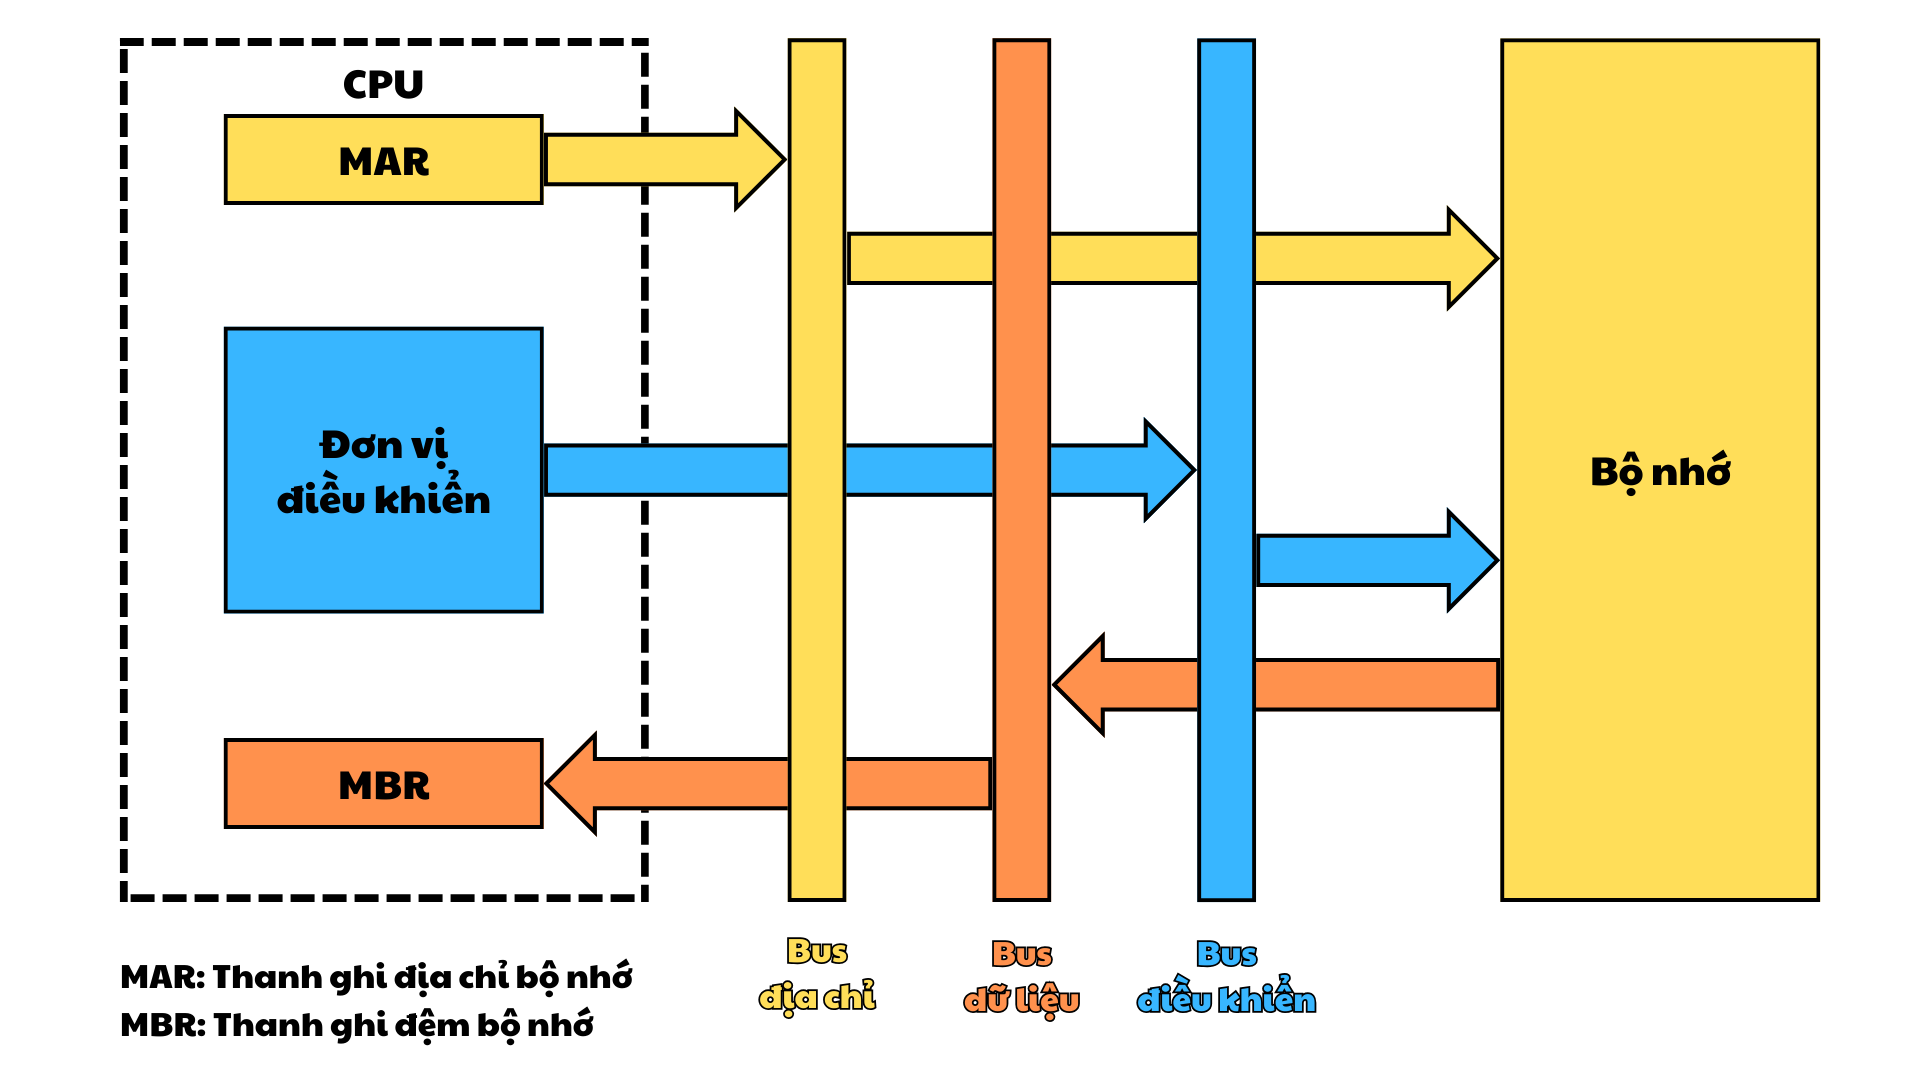 CPU
MAR
Đơn vị
điều khiển
MBR
Bộ nhớ
Bus
địa chỉ
Bus
dữ liệu
Bus
điều khiển
MAR: Thanh ghi địa chỉ bộ nhớ
MBR: Thanh ghi đệm bộ nhớ